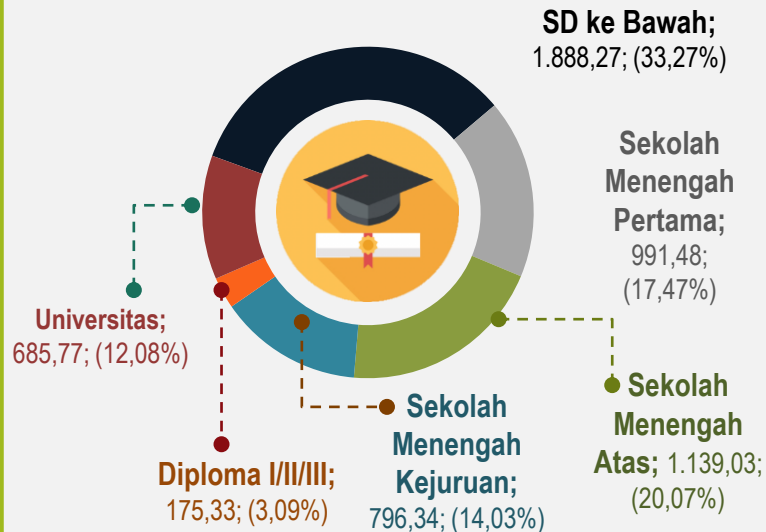 SD ke Bawah;
1.888,27; (33,27%)
Sekolah
Menengah
Pertama;
991,48;
(17,47%)
Universitas;
685,77; (12,08%)
Sekolah
Menengah
Atas; 1.139,03;
(20,07%)
Sekolah
Menengah
Kejuruan;
796,34; (14,03%)
Diploma I/II/III;
175,33; (3,09%)